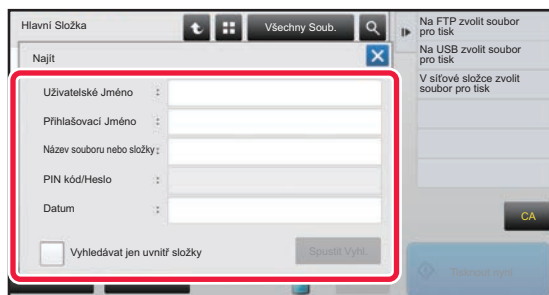 Hlavní Složka
Všechny Soub.
Na FTP zvolit soubor
pro tisk
Na USB zvolit soubor
pro tisk
V síťové složce zvolit
soubor pro tisk
Najít
Uživatelské Jméno :
Přihlašovací Jméno :
Název souboru nebo složky :
PIN kód/Heslo :
Datum :
Vyhledávat jen uvnitř složky
Spustit Vyhl.
CA
Tisknout nyní